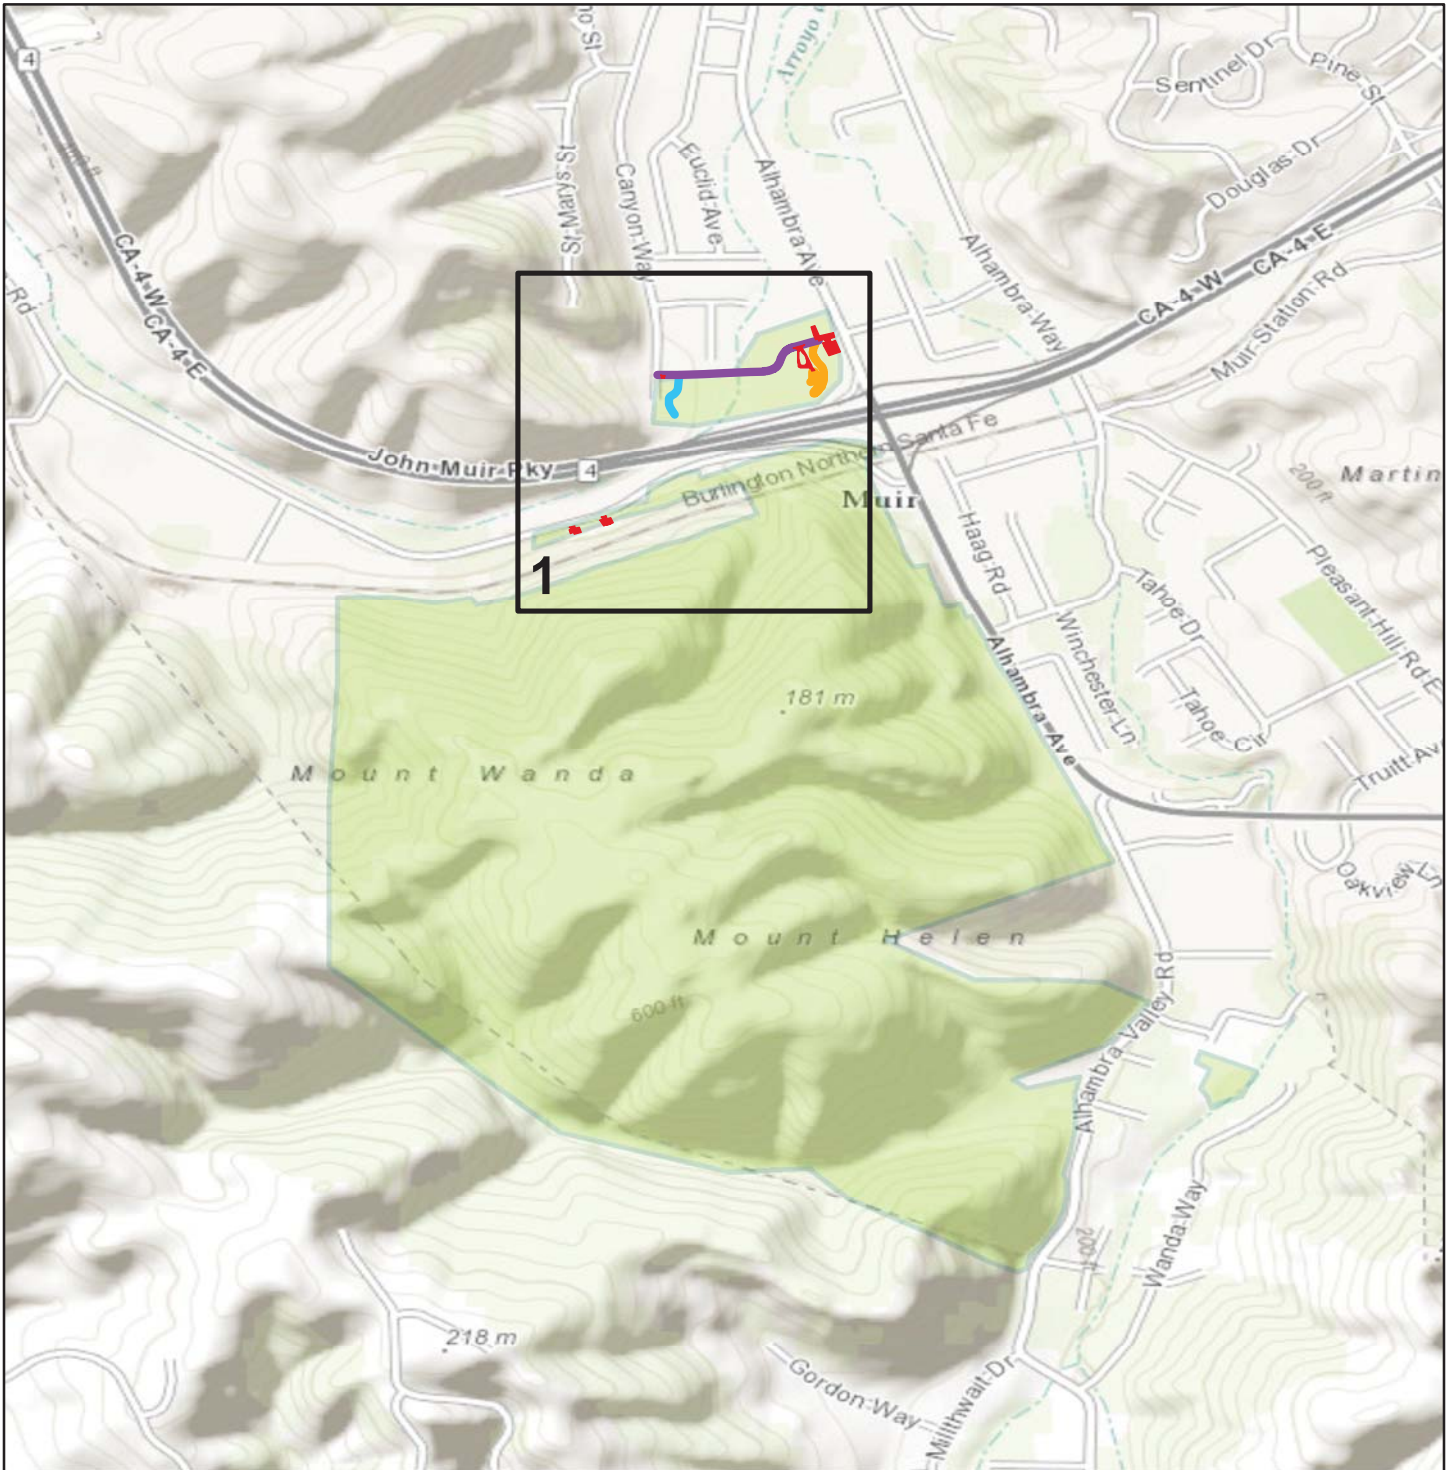 4
Arroyo
Sentinel Dr
Pine St
Euclid Ave
Alhambra Ave
St Marys St
Canyon Way
Douglas Dr
Alhambra Way
CA-4-W
CA-4-E
CA-4-W
CA-4-E
Rd
Muir Station Rd
John Muir Pky
4
Burlington Northern Santa Fe
Muir
200 ft
Martin
1
Haag Rd
Tahoe Dr
Pleasant Hill Rd E
Winchester Ln
Alhambra Ave
Tahoe Cir
181 m
Mount Wanda
Truitt Av
Oakview Ln
Mount Helen
600 ft
Alhambra Valley Rd
Wanda Way
200 ft
218 m
Gordon Way
Millthwait Dr